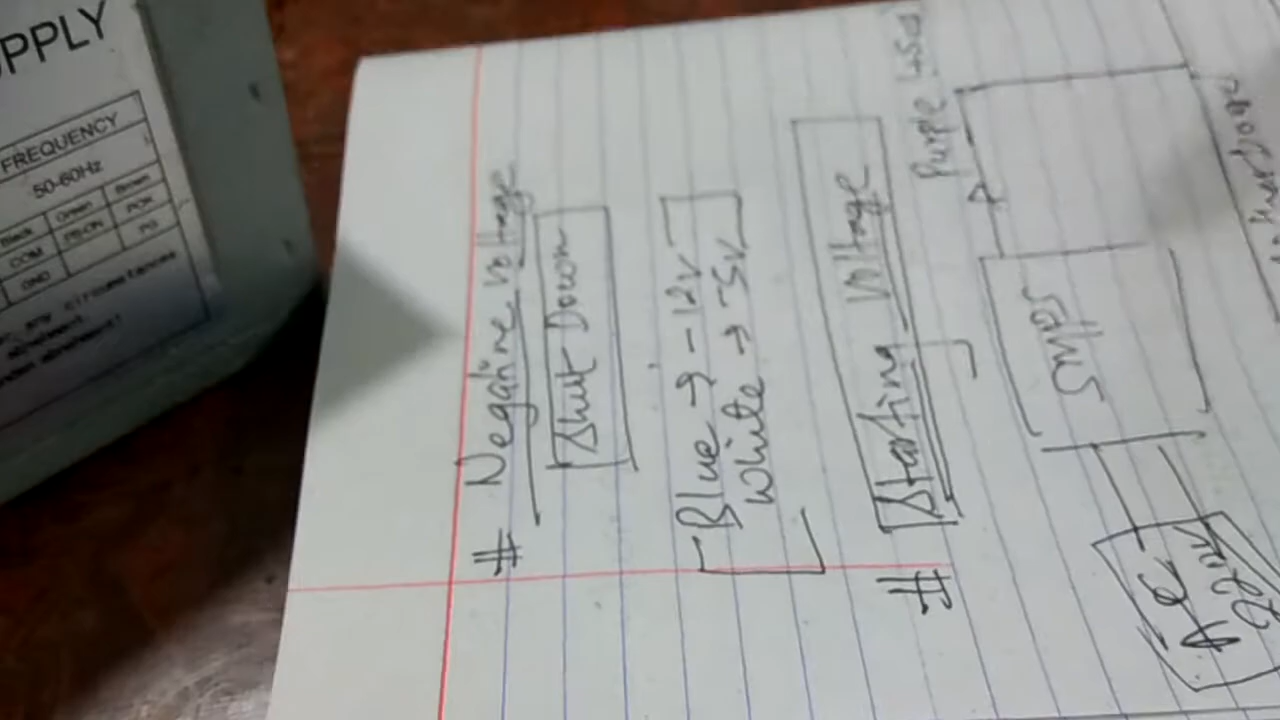 PPLY
FREQUENCY
50-60Hz
Black Green Brown
COM PS-ON POK
GND PG
# Negative voltage
Shut Down
Blue → -12V
White → -5V
# Starting Voltage
Purple
SMPS
AC
220V